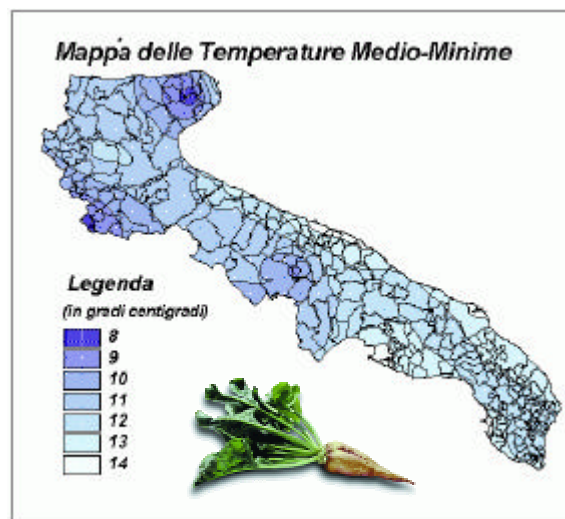 Mappa delle Temperature Medio-Minime
Legenda
(in gradi centigradi)
8
9
10
11
12
13
14